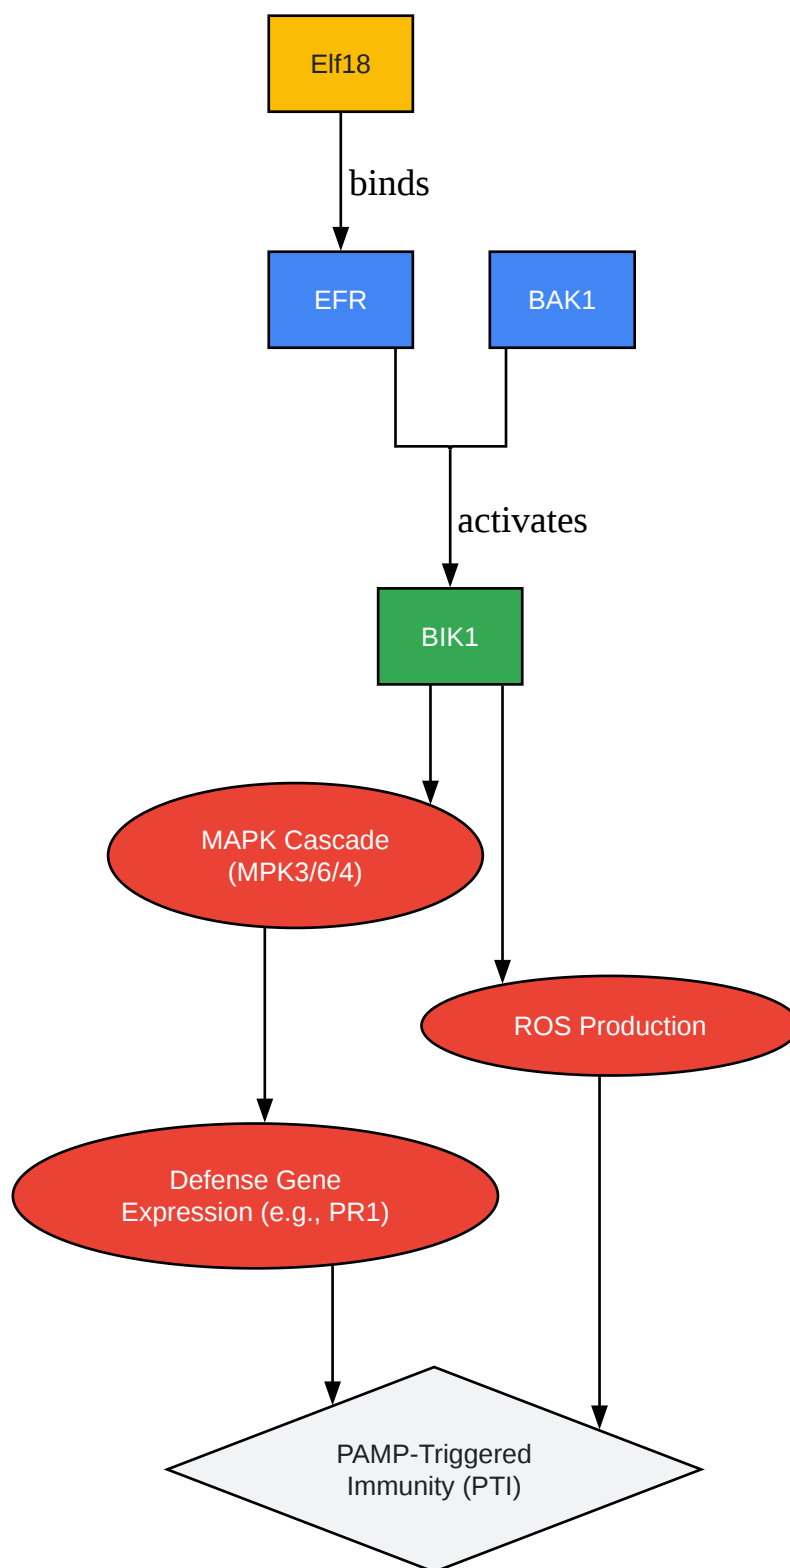 Elf18
binds
EFR
BAK1
activates
BIK1
MAPK Cascade
(MPK3/6/4)
ROS Production
Defense Gene
Expression (e.g., PR1)
PAMP-Triggered
Immunity (PTI)